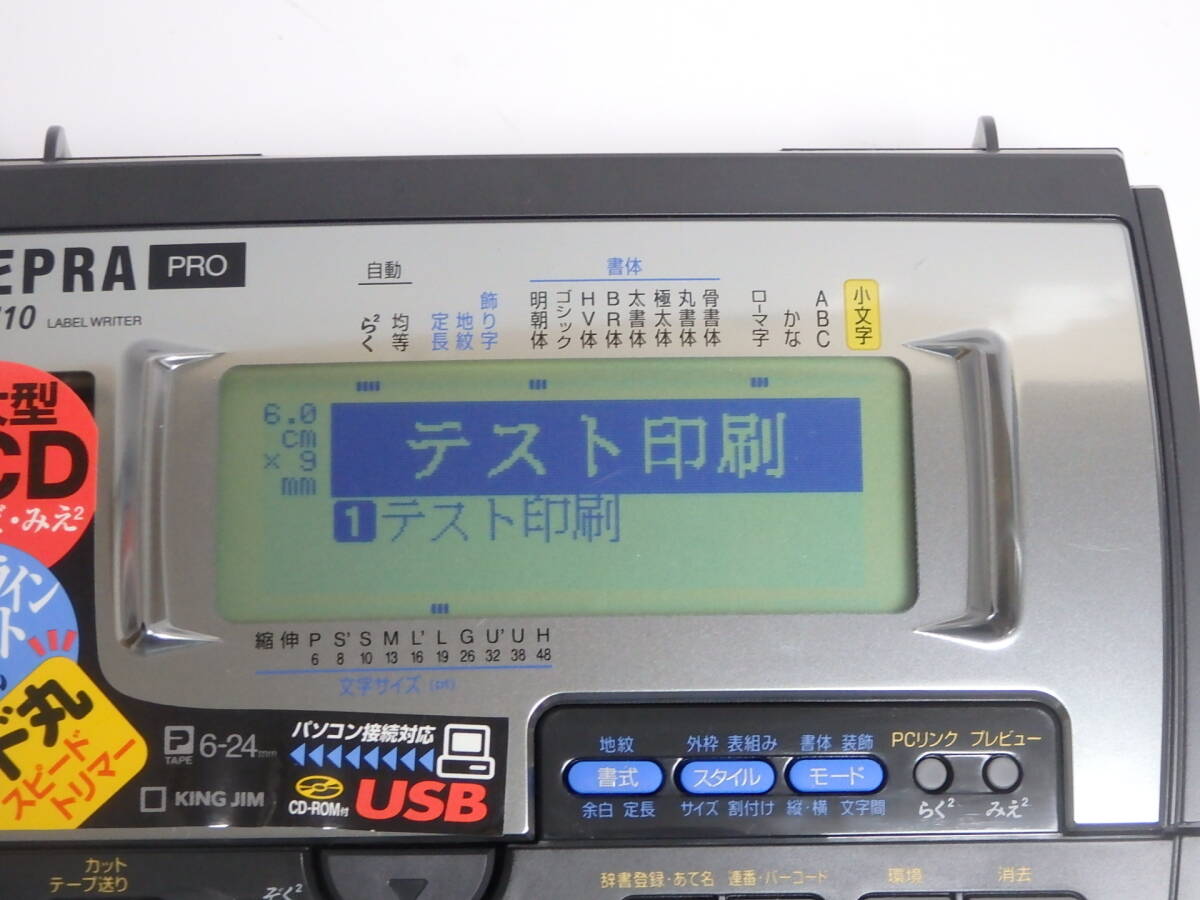 EPRA PRO
10 LABEL WRITER
自動
らく²
均等
定長
地紋
飾り字
書体
明朝体
ゴシック
HV体
BR体
太書体
極太体
丸書体
骨書体
ローマ字
かな
ABC
小文字
6.0
cm
× 9
mm
テスト印刷
1テスト印刷
縮 伸 P S' S M L' L G U' U H
6 8 10 13 16 19 26 32 38 48
文字サイズ (pt)
型
CD
・みえ²
イン
ト
ド丸
スピード
トリマー
P TAPE 6-24mm
KING JIM
パソコン接続対応
CD-ROM付 USB
地紋 外枠 表組み 書体 装飾 PCリンク プレビュー
書式 スタイル モード
余白 定長 サイズ 割付け 縦・横 文字間 らく² みえ²
カット
テープ送り
ぞく²
辞書登録・あて名 連番・バーコード 環境 消去